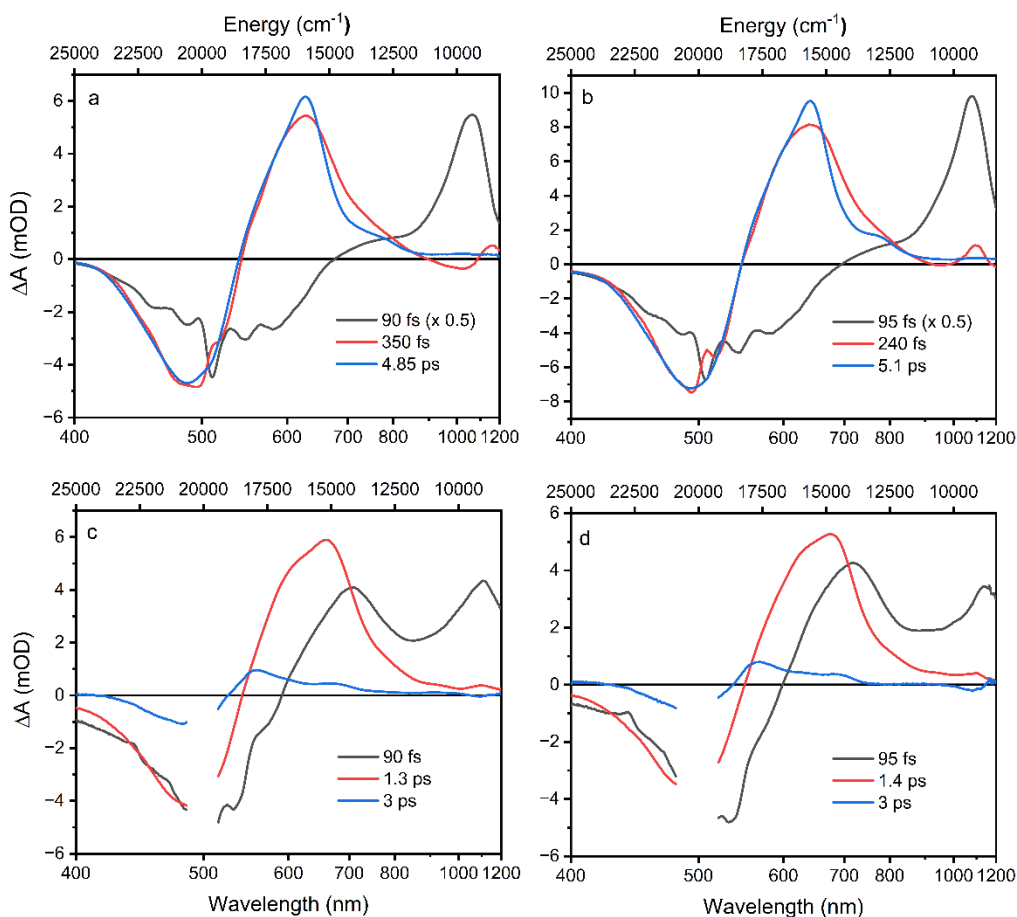 Energy (cm⁻¹)
25000 22500 20000 17500 15000 12500 10000
a
ΔA (mOD)
6
4
2
0
−2
−4
−6
90 fs (x 0.5)
350 fs
4.85 ps
400 500 600 700 800 1000 1200
Energy (cm⁻¹)
25000 22500 20000 17500 15000 12500 10000
b
10
8
6
4
2
0
−2
−4
−6
−8
95 fs (x 0.5)
240 fs
5.1 ps
400 500 600 700 800 1000 1200
25000 22500 20000 17500 15000 12500 10000
c
ΔA (mOD)
6
4
2
0
−2
−4
−6
90 fs
1.3 ps
3 ps
400 500 600 700 800 1000 1200
Wavelength (nm)
25000 22500 20000 17500 15000 12500 10000
d
6
4
2
0
−2
−4
−6
95 fs
1.4 ps
3 ps
400 500 600 700 800 1000 1200
Wavelength (nm)